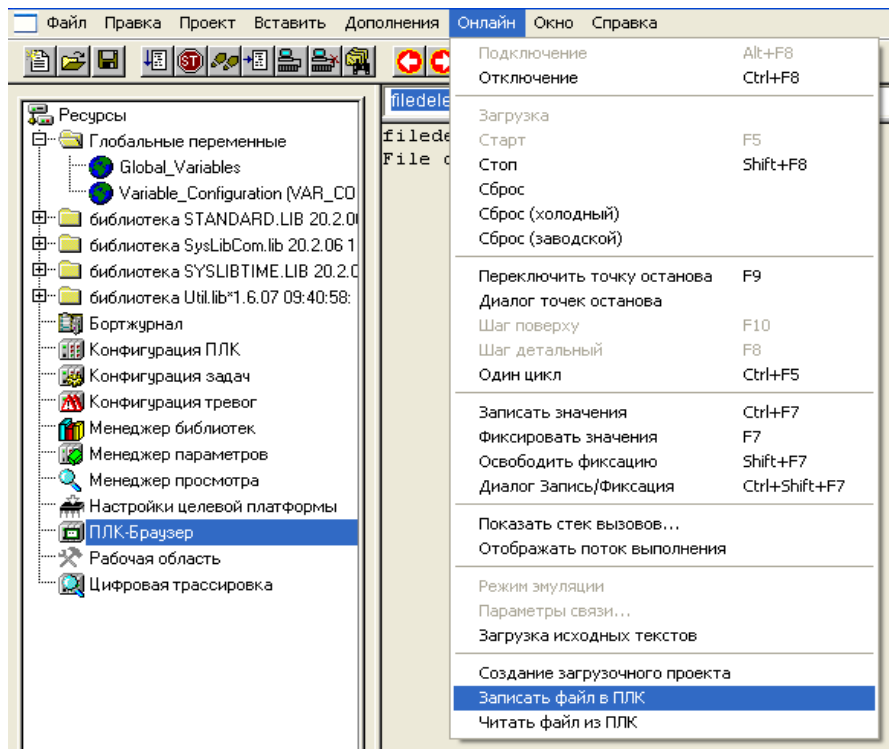 Файл Правка Проект Вставить Дополнения Онлайн Окно Справка
filedele
filede
File
Ресурсы
Глобальные переменные
Global_Variables
Variable_Configuration (VAR_CO
библиотека STANDARD.LIB 20.2.0
библиотека SysLibCom.lib 20.2.06 1
библиотека SYSLIBTIME.LIB 20.2.0
библиотека Util.lib*1.6.07 09:40:58:
Бортжурнал
Конфигурация ПЛК
Конфигурация задач
Конфигурация тревог
Менеджер библиотек
Менеджер параметров
Менеджер просмотра
Настройки целевой платформы
ПЛК-Браузер
Рабочая область
Цифровая трассировка
Подключение Alt+F8
Отключение Ctrl+F8
Загрузка
Старт F5
Стоп Shift+F8
Сброс
Сброс (холодный)
Сброс (заводской)
Переключить точку останова F9
Диалог точек останова
Шаг поверху F10
Шаг детальный F8
Один цикл Ctrl+F5
Записать значения Ctrl+F7
Фиксировать значения F7
Освободить фиксацию Shift+F7
Диалог Запись/Фиксация Ctrl+Shift+F7
Показать стек вызовов...
Отображать поток выполнения
Режим эмуляции
Параметры связи...
Загрузка исходных текстов
Создание загрузочного проекта
Записать файл в ПЛК
Читать файл из ПЛК